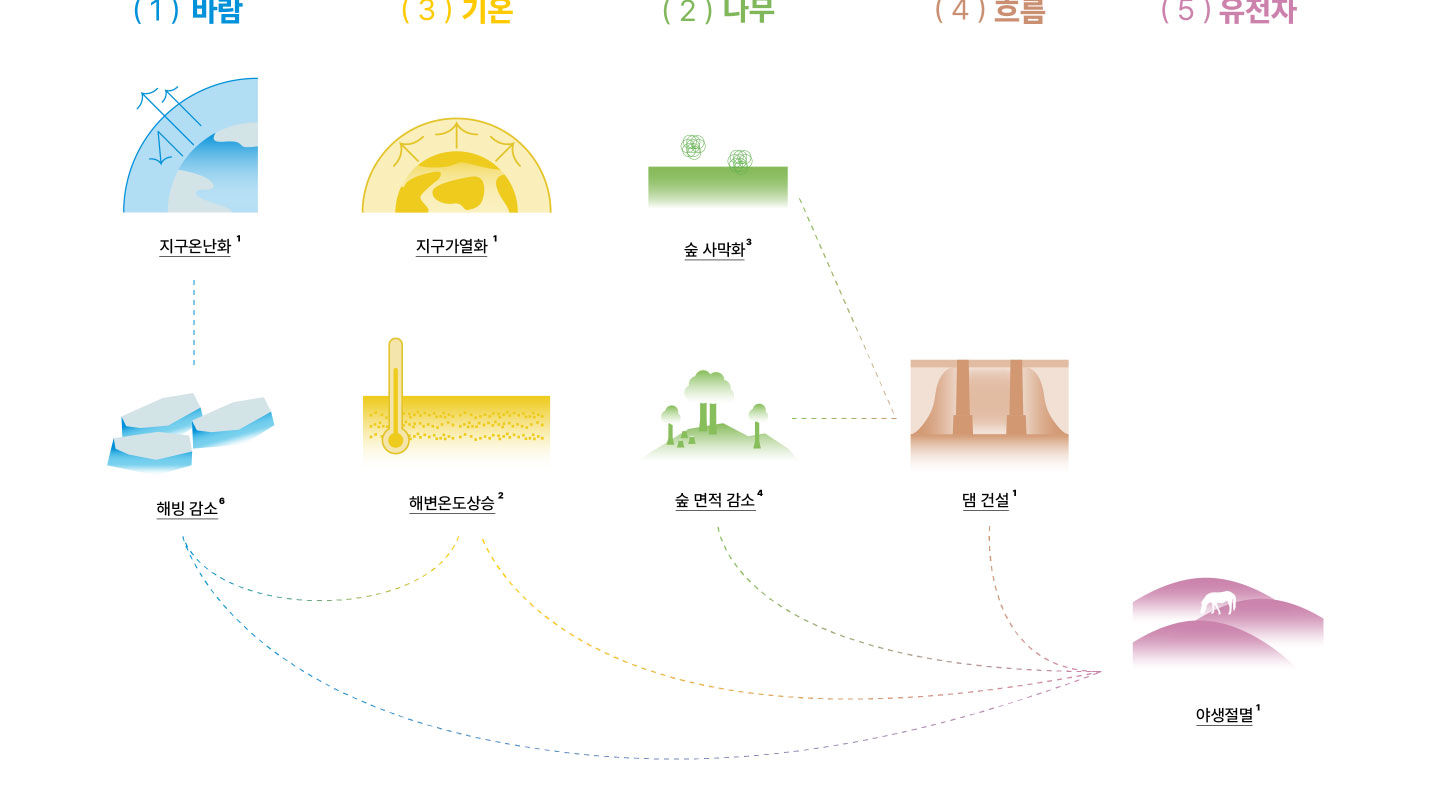 (1) 바람
(3) 기온
(2) 나무
(4) 흐름
(5) 유전자
지구온난화 1
지구가열화 1
숲 사막화 3
해빙 감소 6
해변온도상승 2
숲 면적 감소 4
댐 건설 1
야생절멸 1